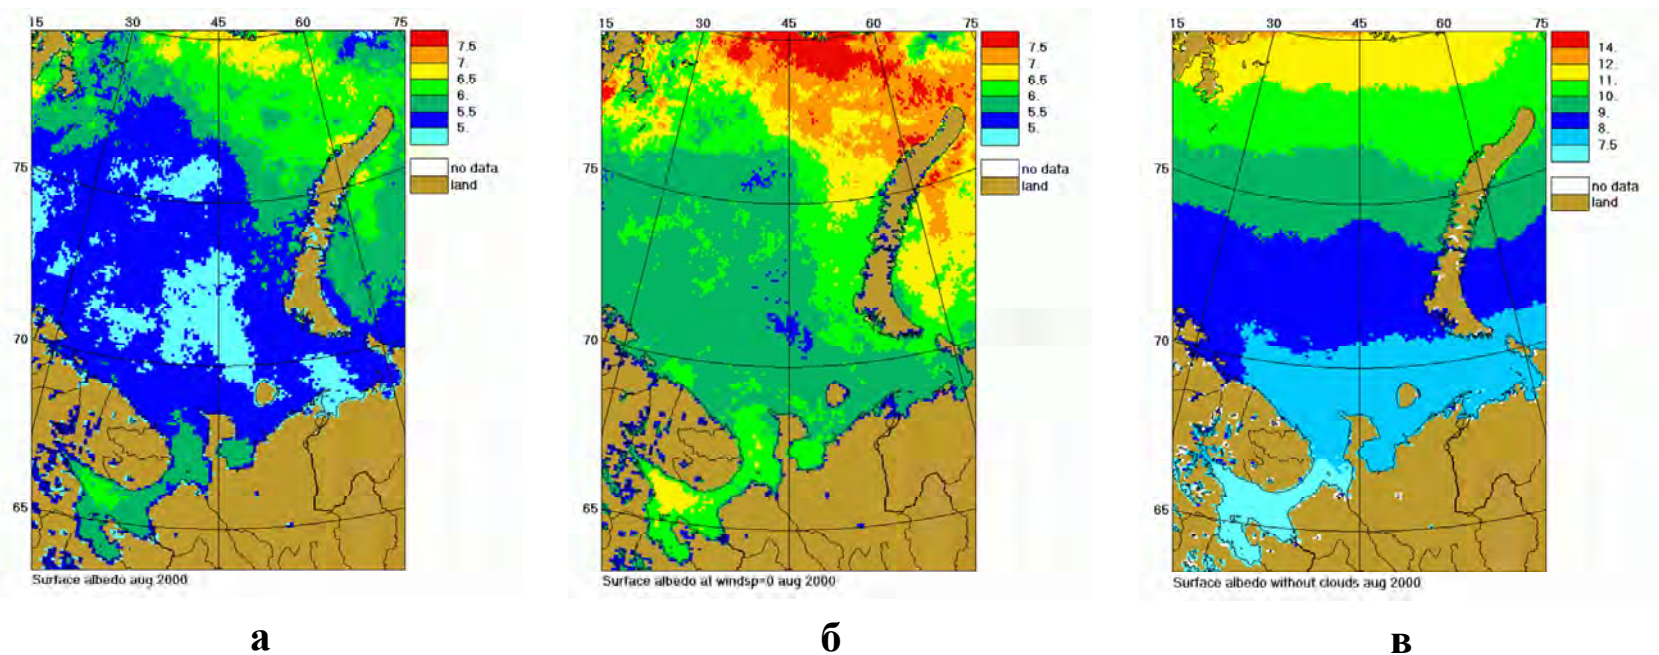 15 30 45 60 75
75
70
65
7.5
7.
6.5
6.
5.5
5.
no data
land
Surface albedo aug 2000
а
15 30 45 60 75
75
70
65
7.5
7.
6.5
6.
5.5
5.
no data
land
Surface albedo at windsp=0 aug 2000
б
15 30 45 60 75
75
70
65
14.
12.
11.
10.
9.
8.
7.5
no data
land
Surface albedo without clouds aug 2000
в